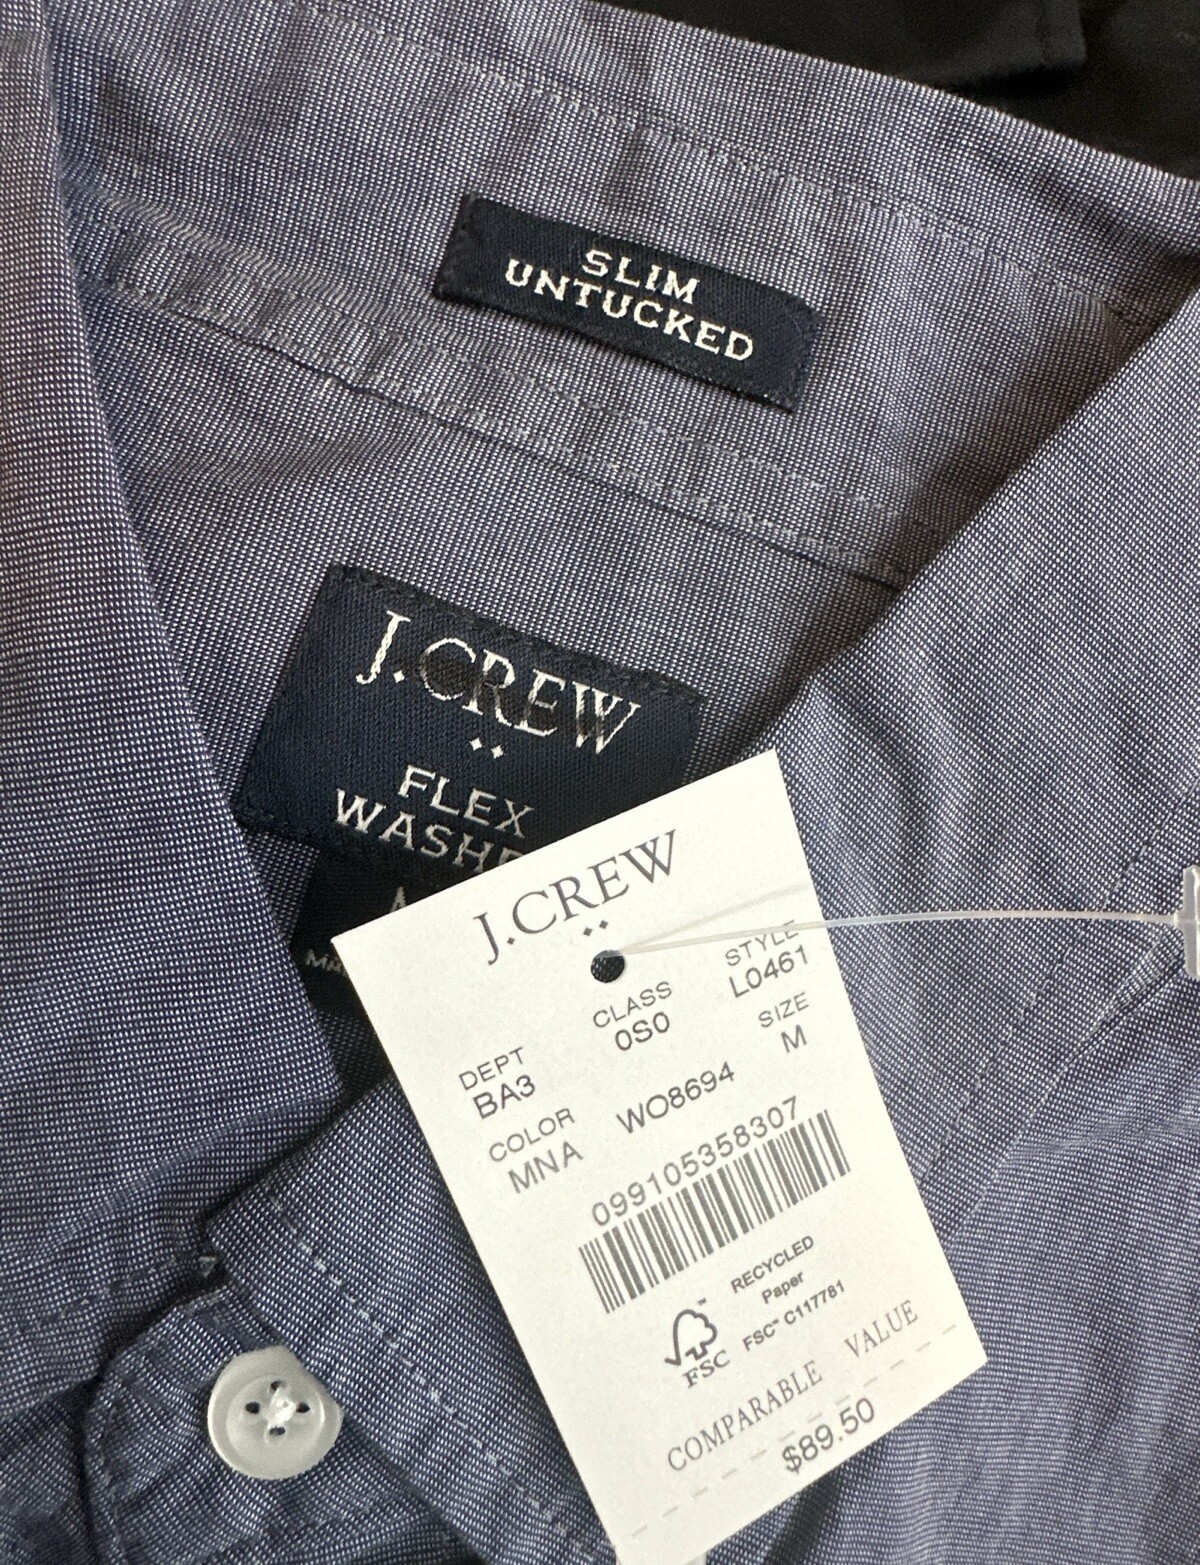 SLIM
UNTUCKED
J.CREW
FLEX
J.CREW
STYLE
L0461
CLASS
0S0
SIZE
M
DEPT
BA3
COLOR
MNA
WO8694
099105358307
RECYCLED
Paper
FSC™ C117781
FSC
COMPARABLE VALUE
$89.50